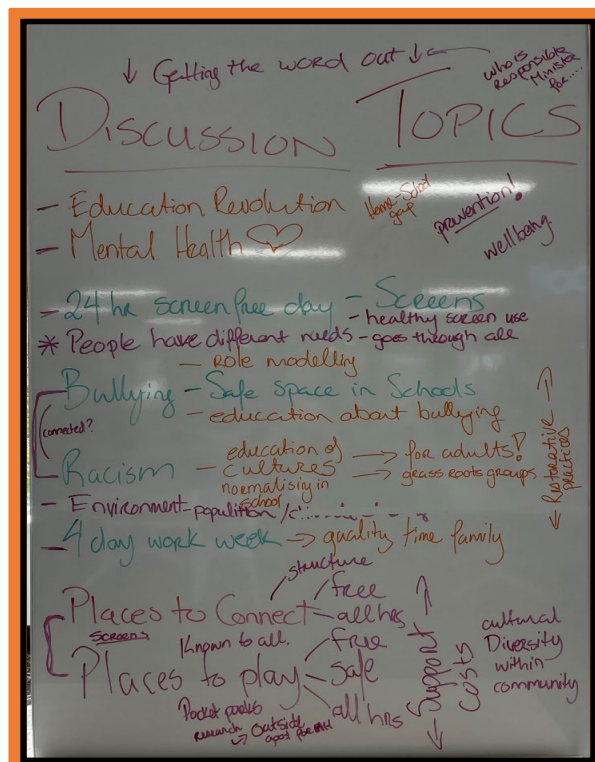 ↓ Getting the word out ↓ ←
who is
responsible
Minister
for....
DISCUSSION TOPICS
- Education Revolution
Home-School
gap
prevention!
- Mental Health ♡
wellbeing
- 24 hr screen free day - Screens
- healthy screen use
* People have different needs - goes through all
- role modelling
Bullying - Safe space in Schools
- education about bullying
(connected?
Racism - education of
cultures
→ for adults!
→ grass roots groups
normalising in
school
↑ Restorative
practices ↓
- Environment-populition /
- 4 day work week → quality time family
Places to Connect
structure
free
all hrs
Screens
Known to all.
Places to play
free
safe
all hrs
Pocket parks
research → outside
good for MH
← Support →
costs
cultural
Diversity
within
community